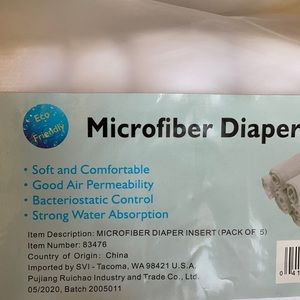 Eco
Friendly
Microfiber Diaper
• Soft and Comfortable
• Good Air Permeability
• Bacteriostatic Control
• Strong Water Absorption
Item Description: MICROFIBER DIAPER INSERT(PACK OF 5)
Item Number: 83476
Country of Origin: China
Imported by SVI - Tacoma, WA 98421 U.S.A.
Pujiang Ruichao Industry and Trade Co., Ltd.
05/2020, Batch 2005011
0 41